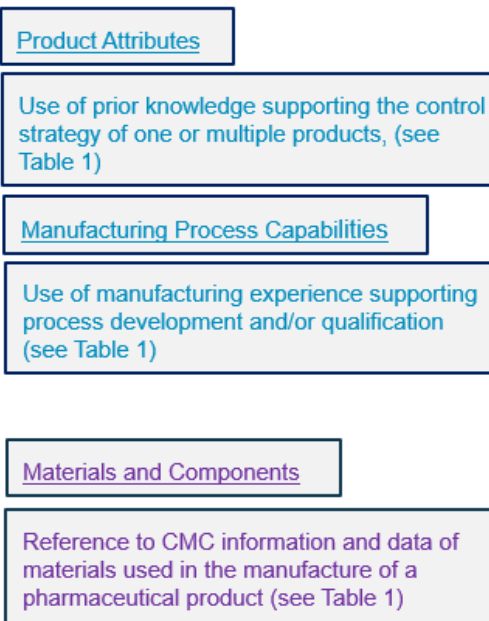 Product Attributes
Use of prior knowledge supporting the control
strategy of one or multiple products, (see
Table 1)
Manufacturing Process Capabilities
Use of manufacturing experience supporting
process development and/or qualification
(see Table 1)
Materials and Components
Reference to CMC information and data of
materials used in the manufacture of a
pharmaceutical product (see Table 1)